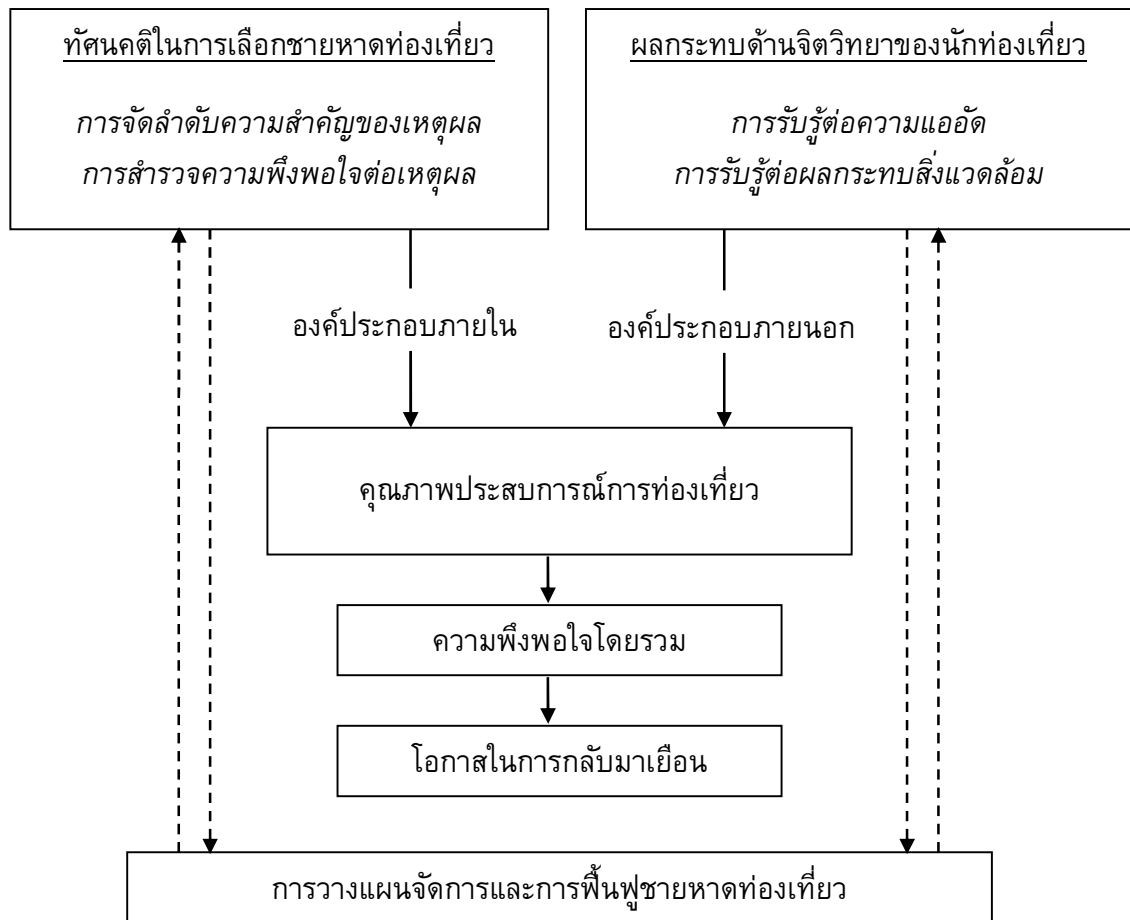 ทัศนคติในการเลือกชายหาดท่องเที่ยว
การจัดลำดับความสำคัญของเหตุผล
การสำรวจความพึงพอใจต่อเหตุผล
ผลกระทบด้านจิตวิทยาของนักท่องเที่ยว
การรับรู้ต่อความแออัด
การรับรู้ต่อผลกระทบสิ่งแวดล้อม
องค์ประกอบภายใน
องค์ประกอบภายนอก
คุณภาพประสบการณ์การท่องเที่ยว
ความพึงพอใจโดยรวม
โอกาสในการกลับมาเยือน
การวางแผนจัดการและการฟื้นฟูชายหาดท่องเที่ยว